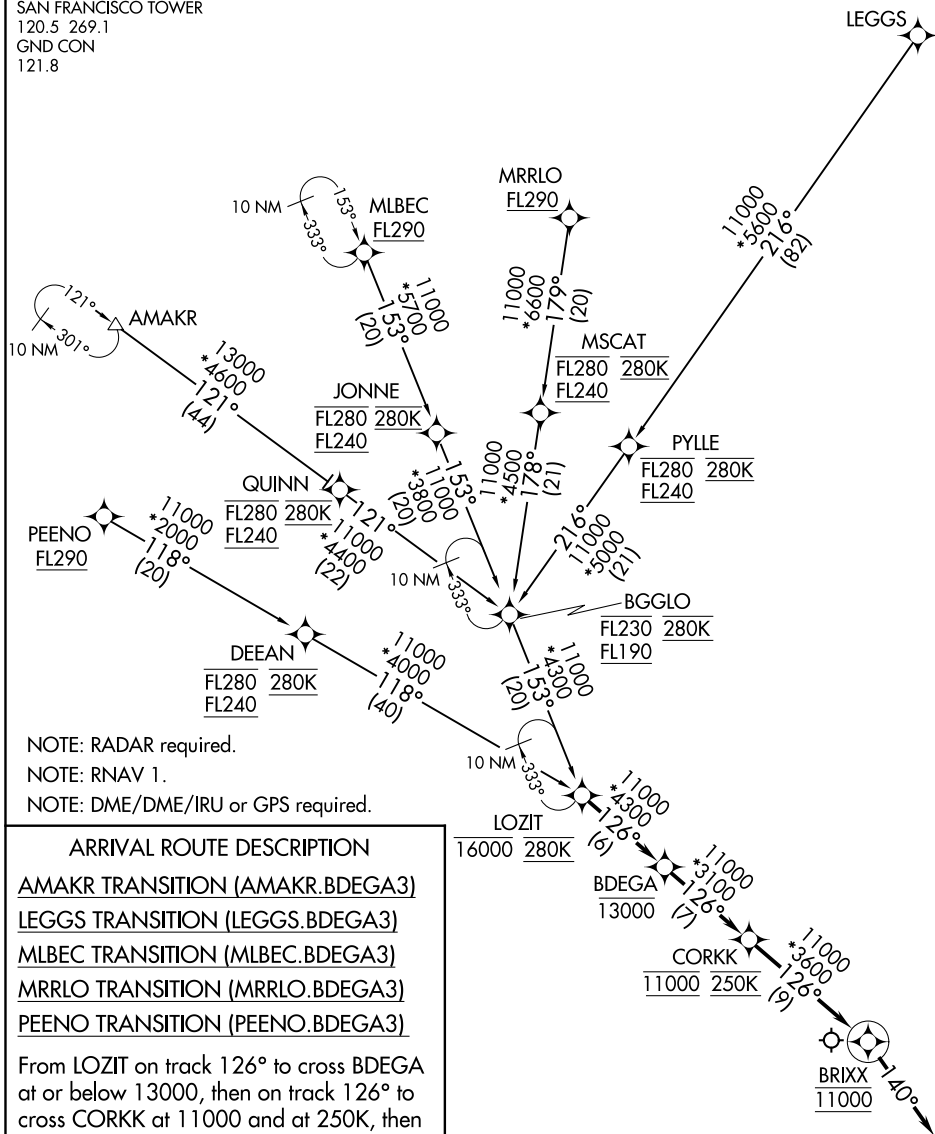 SAN FRANCISCO TOWER
120.5 269.1
GND CON
121.8
LEGGS
11000
*5600
216°
(82)
MRRLO
FL290
11000
*6600
179°
(20)
10 NM
153°
333°
MLBEC
FL290
11000
*5700
153°
(20)
121°
301°
10 NM
AMAKR
13000
*4600
121°
(44)
MSCAT
FL280 280K
FL240
11000
*4500
178°
(21)
JONNE
FL280 280K
FL240
153°
11000
*3800
(20)
PYLLE
FL280 280K
FL240
216°
11000
*5000
(21)
QUINN
FL280 280K
FL240
121°
11000
*4400
(22)
PEENO
FL290
11000
*2000
118°
(20)
10 NM
333°
BGGLO
FL230 280K
FL190
11000
*4300
153°
(20)
DEEAN
FL280 280K
FL240
11000
*4000
118°
(40)
10 NM
333°
NOTE: RADAR required.
NOTE: RNAV 1.
NOTE: DME/DME/IRU or GPS required.
LOZIT
16000 280K
11000
*4300
126°
(6)
BDEGA
13000
11000
*3100
126°
(7)
CORKK
11000 250K
11000
*3600
126°
(9)
BRIXX
11000
140°
ARRIVAL ROUTE DESCRIPTION
AMAKR TRANSITION (AMAKR.BDEGA3)
LEGGS TRANSITION (LEGGS.BDEGA3)
MLBEC TRANSITION (MLBEC.BDEGA3)
MRRLO TRANSITION (MRRLO.BDEGA3)
PEENO TRANSITION (PEENO.BDEGA3)
From LOZIT on track 126° to cross BDEGA
at or below 13000, then on track 126° to
cross CORKK at 11000 and at 250K, then